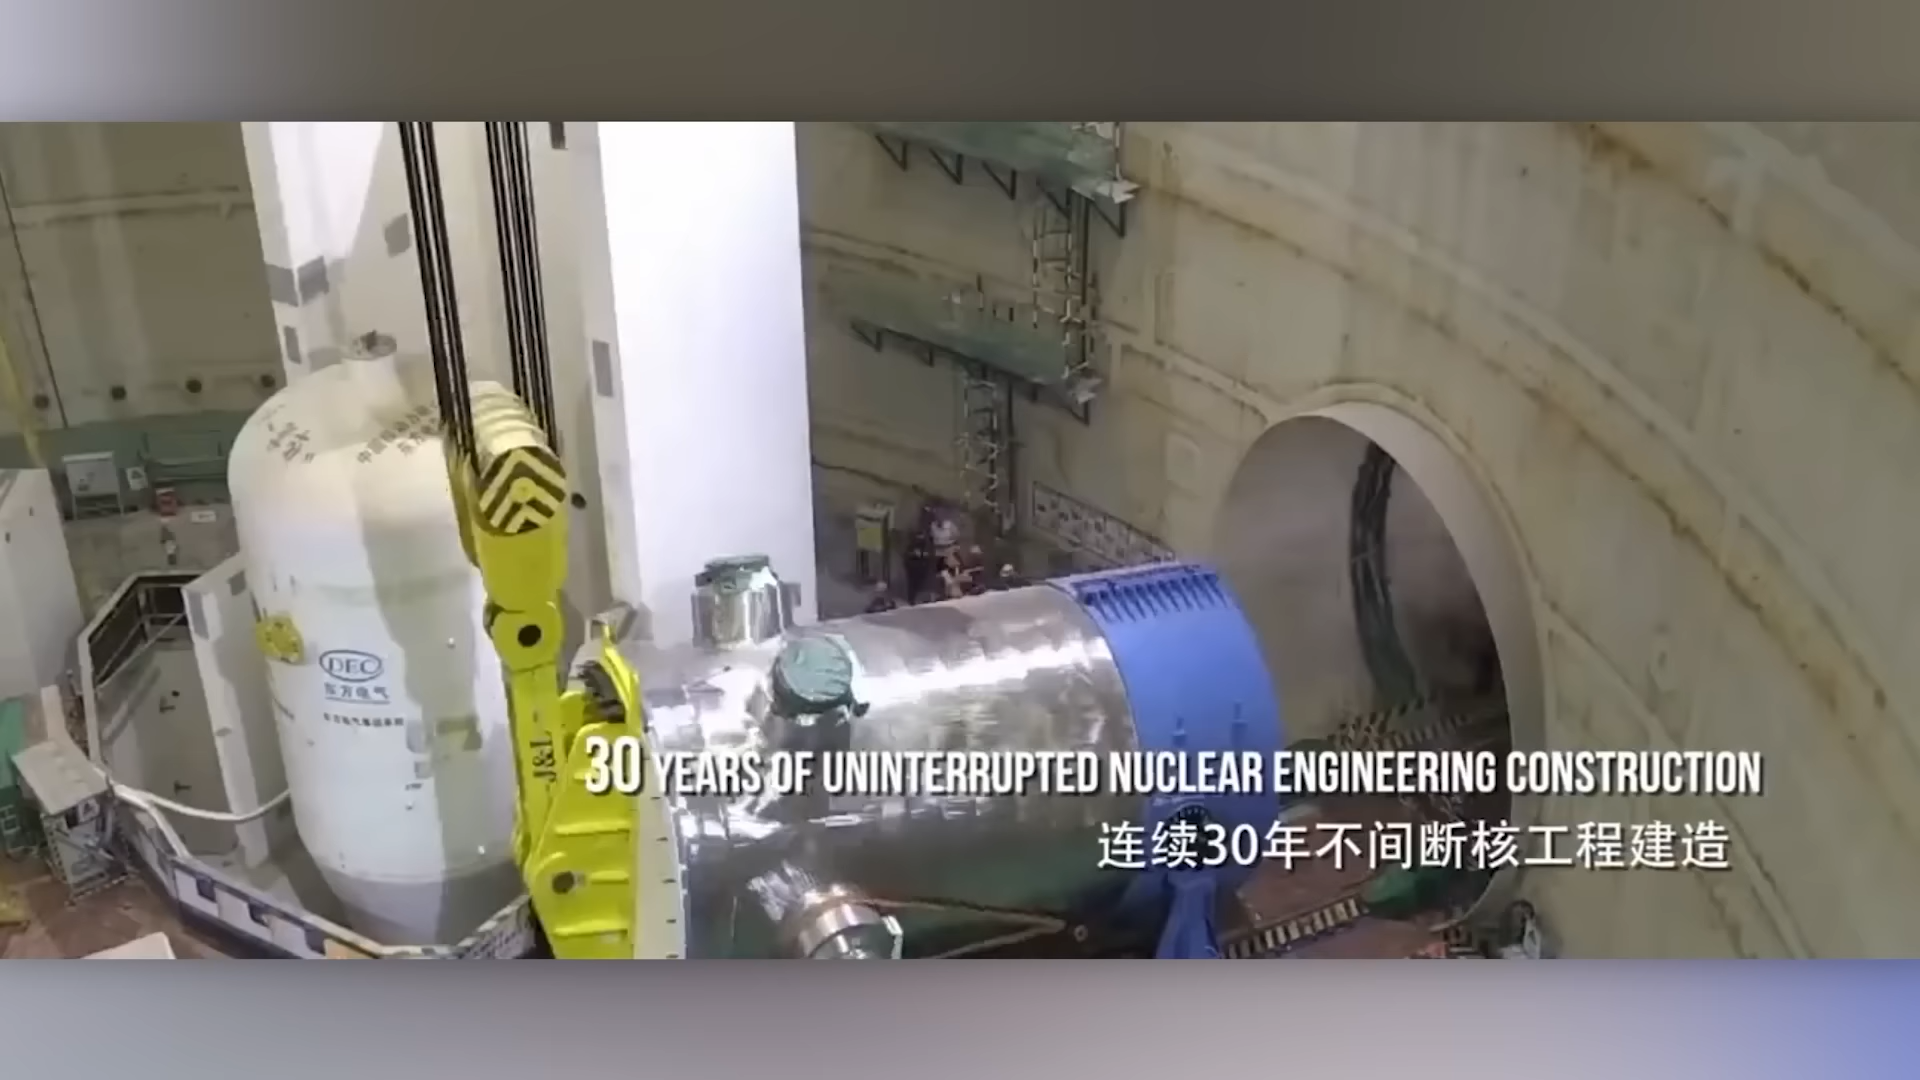 DEC
东方电气
J&L
30 YEARS OF UNINTERRUPTED NUCLEAR ENGINEERING CONSTRUCTION
连续30年不间断核工程建造